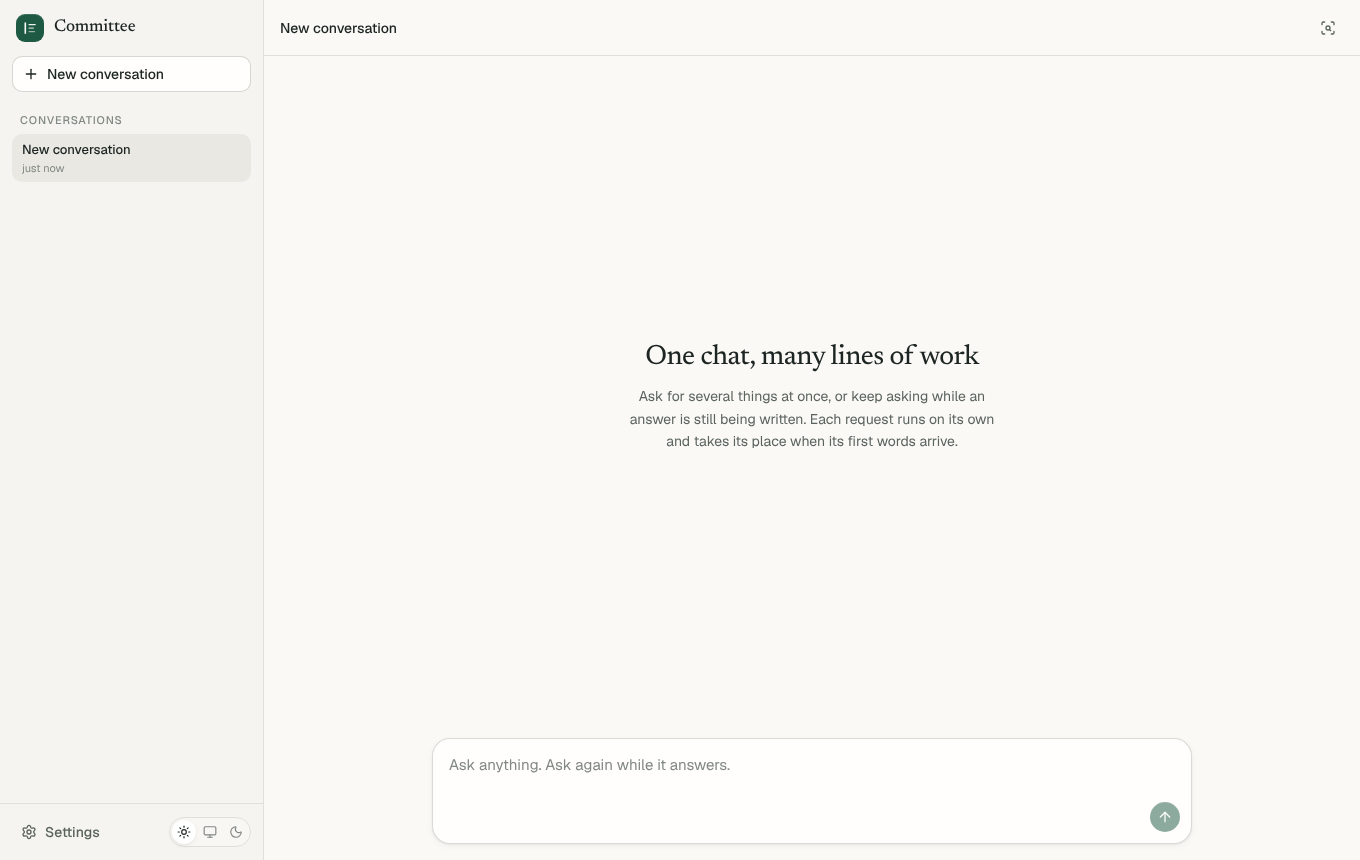 Committee
New conversation
New conversation
CONVERSATIONS
New conversation
just now
One chat, many lines of work
Ask for several things at once, or keep asking while an
answer is still being written. Each request runs on its own
and takes its place when its first words arrive.
Ask anything. Ask again while it answers.
Settings